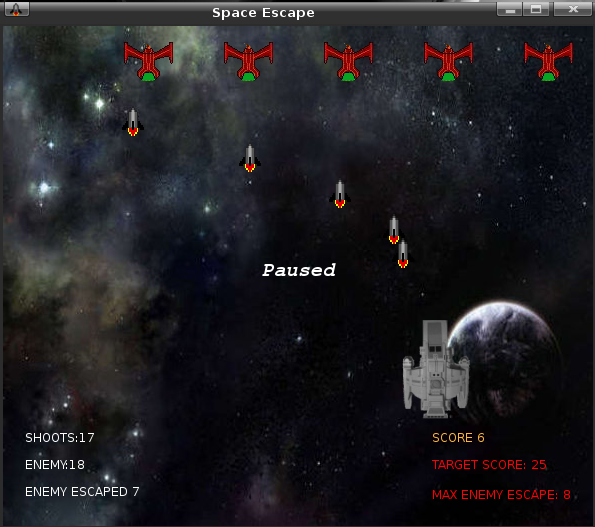 Space Escape
Paused
SHOOTS:17
SCORE 6
ENEMY:18
TARGET SCORE: 25
ENEMY ESCAPED 7
MAX ENEMY ESCAPE: 8